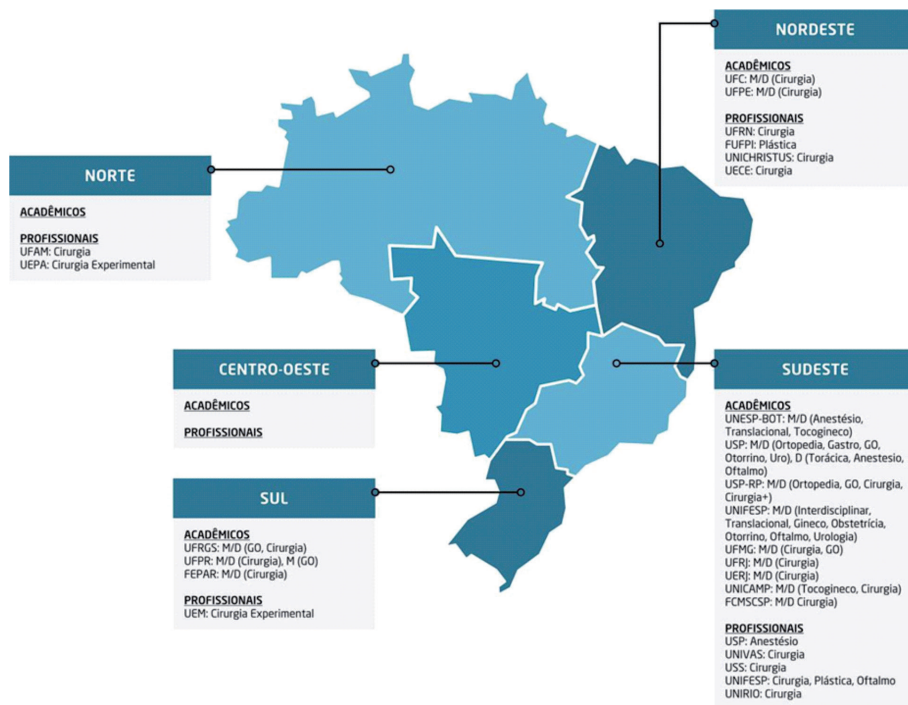 NORDESTE
ACADÊMICOS
UFC: M/D (Cirurgia)
UFPE: M/D (Cirurgia)
PROFISSIONAIS
UFRN: Cirurgia
FUFPI: Plástica
UNICHRISTUS: Cirurgia
UECE: Cirurgia
NORTE
ACADÊMICOS
PROFISSIONAIS
UFAM: Cirurgia
UEPA: Cirurgia Experimental
CENTRO-OESTE
ACADÊMICOS
PROFISSIONAIS
SUDESTE
ACADÊMICOS
UNESP-BOT: M/D (Anestésio,
Translacional, Tocogineco)
USP: M/D (Ortopedia, Gastro, GO,
Otorrino, Uro), D (Torácica, Anestesio,
Oftalmo)
USP-RP: M/D (Ortopedia, GO, Cirurgia,
Cirurgia+)
UNIFESP: M/D (Interdisciplinar,
Translacional, Gineco, Obstetrícia,
Otorrino, Oftalmo, Urologia)
UFMG: M/D (Cirurgia, GO)
UFRJ: M/D (Cirurgia)
UERJ: M/D (Cirurgia)
UNICAMP: M/D (Tocogineco, Cirurgia)
FCMSCSP: M/D Cirurgia)
PROFISSIONAIS
USP: Anestésio
UNIVAS: Cirurgia
USS: Cirurgia
UNIFESP: Cirurgia, Plástica, Oftalmo
UNIRIO: Cirurgia
SUL
ACADÊMICOS
UFRGS: M/D (GO, Cirurgia)
UFPR: M/D (Cirurgia), M (GO)
FEPAR: M/D (Cirurgia)
PROFISSIONAIS
UEM: Cirurgia Experimental